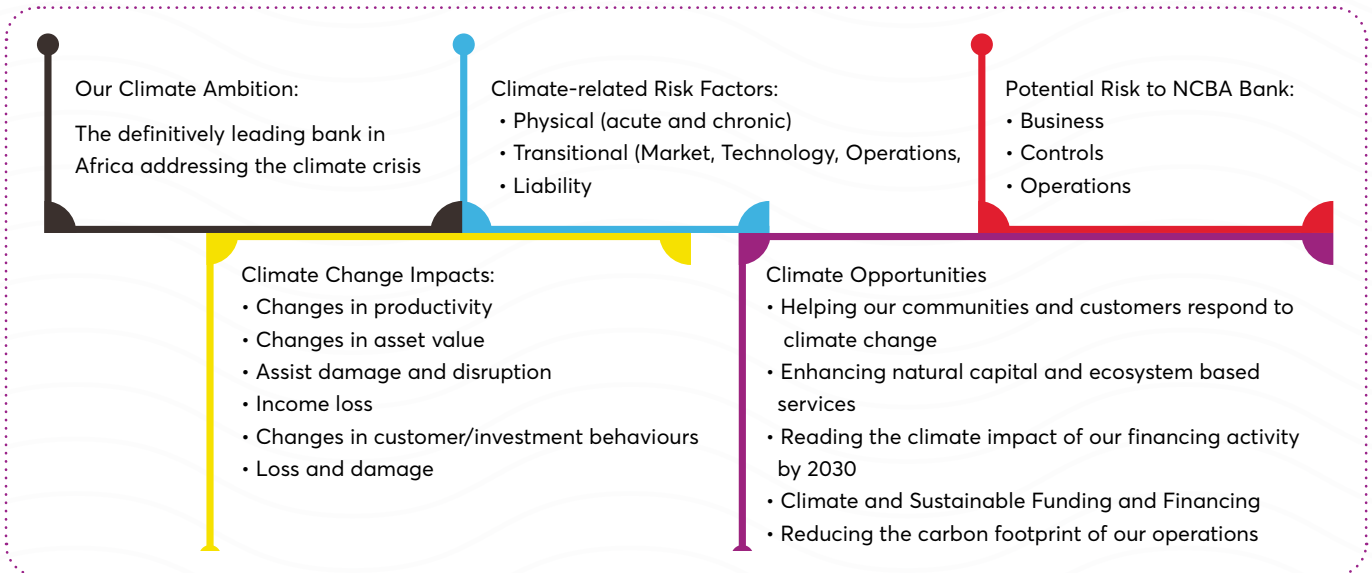 Our Climate Ambition:
The definitively leading bank in
Africa addressing the climate crisis
Climate-related Risk Factors:
• Physical (acute and chronic)
• Transitional (Market, Technology, Operations,
• Liability
Potential Risk to NCBA Bank:
• Business
• Controls
• Operations
Climate Change Impacts:
• Changes in productivity
• Changes in asset value
• Assist damage and disruption
• Income loss
• Changes in customer/investment behaviours
• Loss and damage
Climate Opportunities
• Helping our communities and customers respond to
climate change
• Enhancing natural capital and ecosystem based
services
• Reading the climate impact of our financing activity
by 2030
• Climate and Sustainable Funding and Financing
• Reducing the carbon footprint of our operations